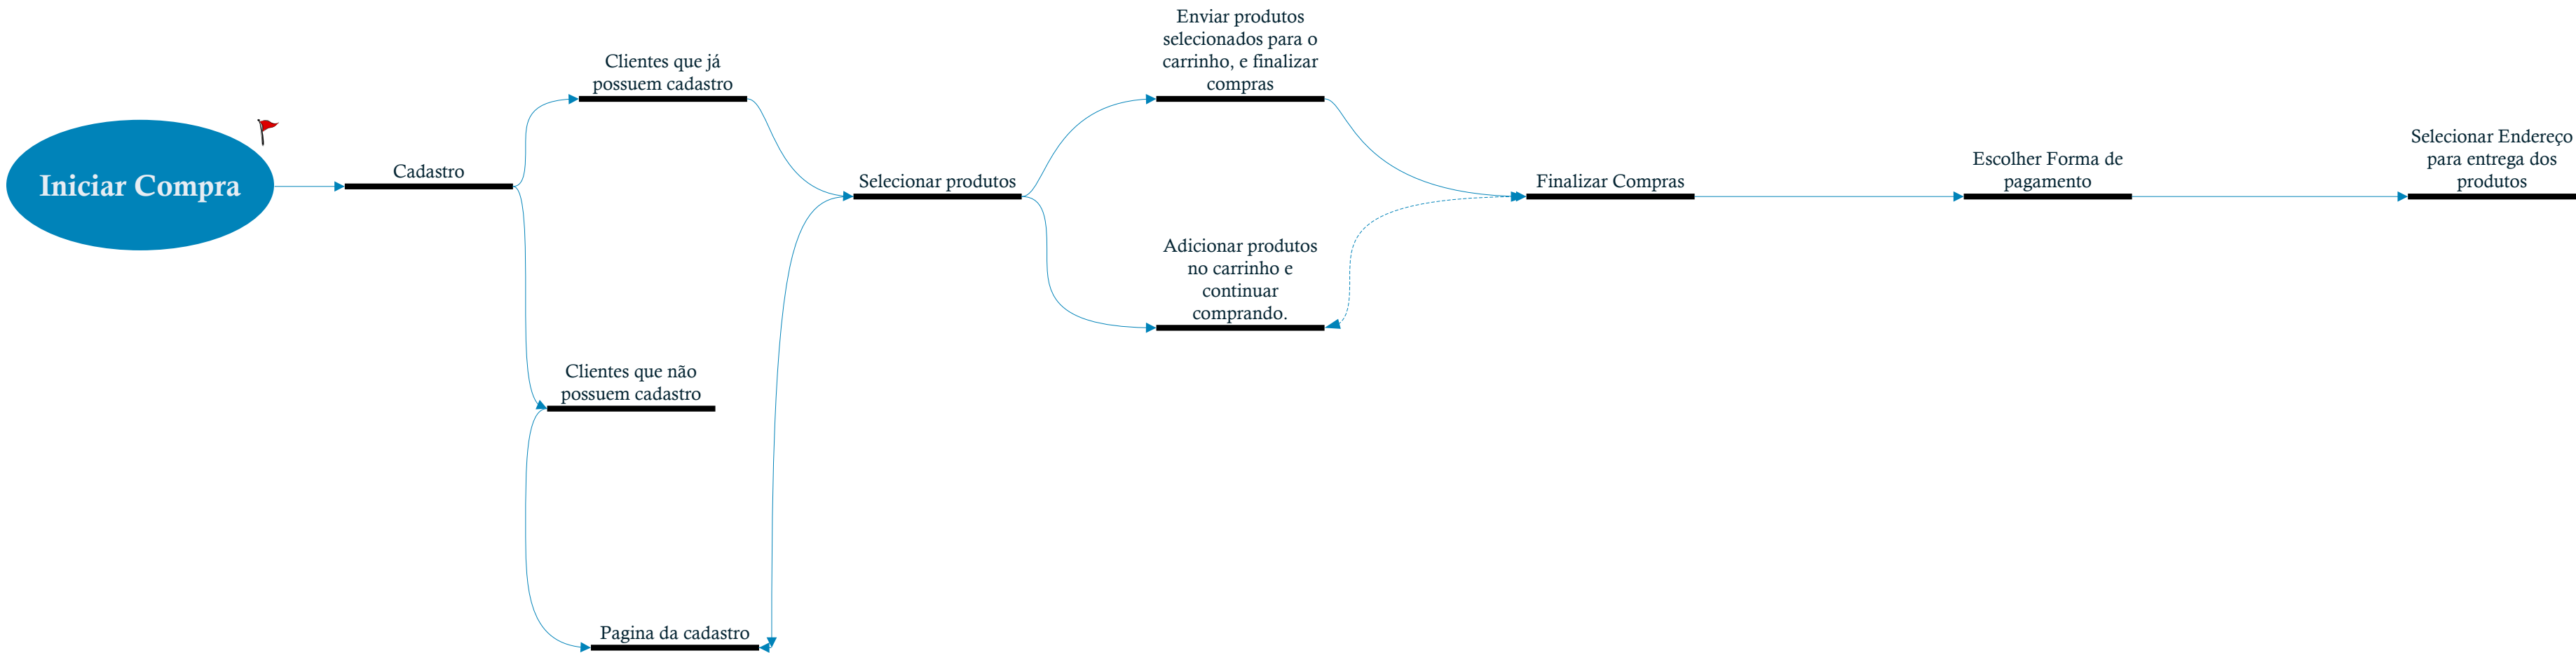 Iniciar Compra
Cadastro
Clientes que já
possuem cadastro
Clientes que não
possuem cadastro
Pagina da cadastro
Selecionar produtos
Enviar produtos
selecionados para o
carrinho, e finalizar
compras
Adicionar produtos
no carrinho e
continuar
comprando.
Finalizar Compras
Escolher Forma de
pagamento
Selecionar Endereço
para entrega dos
produtos